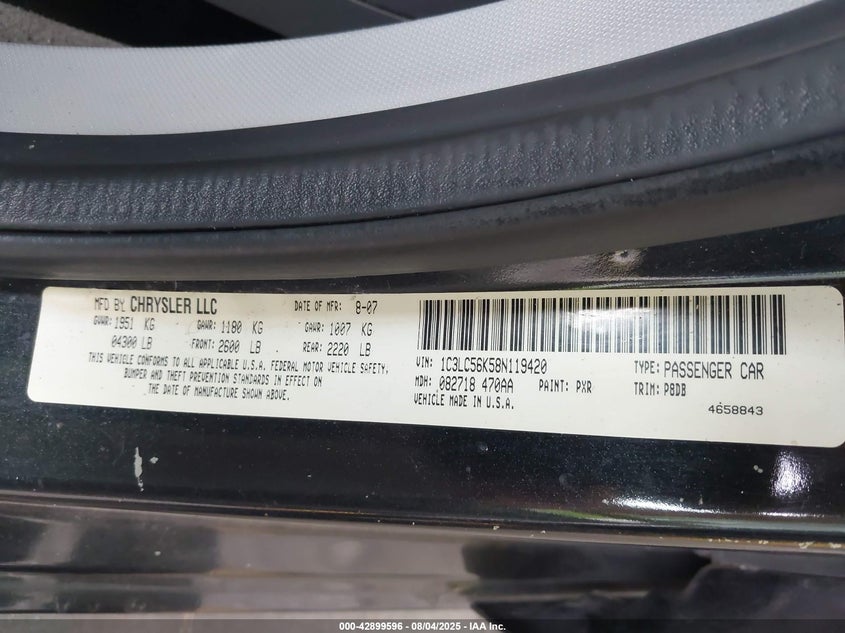 MFD BY CHRYSLER LLC DATE OF MFR: 8-07
GVWR: 1951 KG GAWR: 1180 KG GAWR: 1007 KG
04300 LB FRONT: 2600 LB REAR: 2220 LB
THIS VEHICLE CONFORMS TO ALL APPLICABLE U.S.A. FEDERAL MOTOR VEHICLE SAFETY,
BUMPER AND THEFT PREVENTION STANDARDS IN EFFECT ON
THE DATE OF MANUFACTURE SHOWN ABOVE.
VIN: 1C3LC56K58N119420 TYPE: PASSENGER CAR
MDH: 082718 470AA PAINT: PXR TRIM: P8DB
VEHICLE MADE IN U.S.A.
4658843
000-42899596 - 08/04/2025 - IAA Inc.